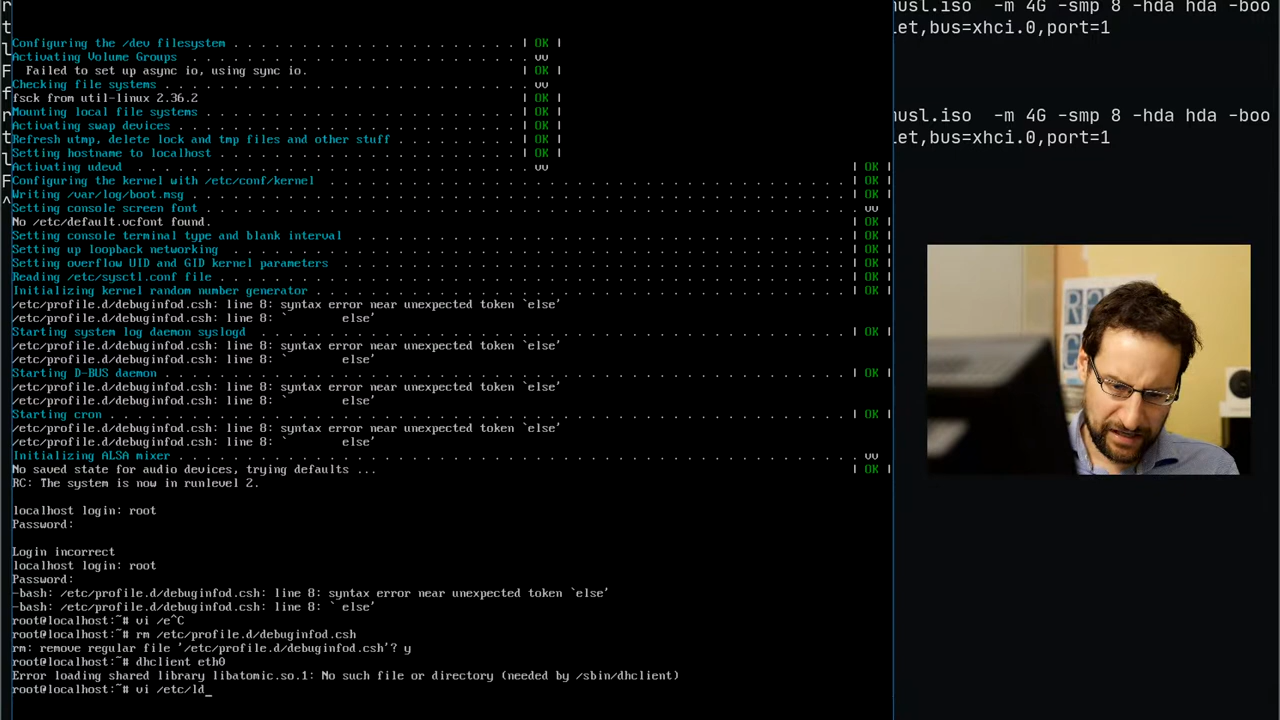 musl.iso -m 4G -smp 8 -hda hda -boo
let,bus=xhci.0,port=1
musl.iso -m 4G -smp 8 -hda hda -boo
let,bus=xhci.0,port=1
Configuring the /dev filesystem . . . . . . . . . . . . . . . . . . . . . | OK |
Activating Volume Groups . . . . . . . . . . . . . . . . . . . . . . . . .
Failed to set up async io, using sync io. | OK |
Checking file systems . . . . . . . . . . . . . . . . . . . . . . . . . .
fsck from util-linux 2.36.2 | OK |
Mounting local file systems . . . . . . . . . . . . . . . . . . . . . . . | OK |
Activating swap devices . . . . . . . . . . . . . . . . . . . . . . . . . | OK |
Refresh utmp, delete lock and tmp files and other stuff . . . . . . . . . | OK |
Setting hostname to localhost . . . . . . . . . . . . . . . . . . . . . . | OK |
Activating udevd . . . . . . . . . . . . . . . . . . . . . . . . . . . . | OK |
Configuring the kernel with /etc/conf/kernel . . . . . . . . . . . . . . | OK |
Writing /var/log/boot.msg . . . . . . . . . . . . . . . . . . . . . . . . | OK |
Setting console screen font . . . . . . . . . . . . . . . . . . . . . . .
No /etc/default.vcfont found. | OK |
Setting console terminal type and blank interval . . . . . . . . . . . . | OK |
Setting up loopback networking . . . . . . . . . . . . . . . . . . . . . | OK |
Setting overflow UID and GID kernel parameters . . . . . . . . . . . . . | OK |
Reading /etc/sysctl.conf file . . . . . . . . . . . . . . . . . . . . . . | OK |
Initializing kernel random number generator . . . . . . . . . . . . . . . | OK |
/etc/profile.d/debuginfod.csh: line 8: syntax error near unexpected token `else'
/etc/profile.d/debuginfod.csh: line 8: `        else'
Starting system log daemon syslogd . . . . . . . . . . . . . . . . . . . | OK |
/etc/profile.d/debuginfod.csh: line 8: syntax error near unexpected token `else'
/etc/profile.d/debuginfod.csh: line 8: `        else'
Starting D-BUS daemon . . . . . . . . . . . . . . . . . . . . . . . . . . | OK |
/etc/profile.d/debuginfod.csh: line 8: syntax error near unexpected token `else'
/etc/profile.d/debuginfod.csh: line 8: `        else'
Starting cron . . . . . . . . . . . . . . . . . . . . . . . . . . . . . . | OK |
/etc/profile.d/debuginfod.csh: line 8: syntax error near unexpected token `else'
/etc/profile.d/debuginfod.csh: line 8: `        else'
Initializing ALSA mixer . . . . . . . . . . . . . . . . . . . . . . . . .
No saved state for audio devices, trying defaults ... | OK |
RC: The system is now in runlevel 2.
localhost login: root
Password:
Login incorrect
localhost login: root
Password:
-bash: /etc/profile.d/debuginfod.csh: line 8: syntax error near unexpected token `else'
-bash: /etc/profile.d/debuginfod.csh: line 8: ` else'
root@localhost:~# vi /e^C
root@localhost:~# rm /etc/profile.d/debuginfod.csh
rm: remove regular file '/etc/profile.d/debuginfod.csh'? y
root@localhost:~# dhclient eth0
Error loading shared library libatomic.so.1: No such file or directory (needed by /sbin/dhclient)
root@localhost:~# vi /etc/ld_